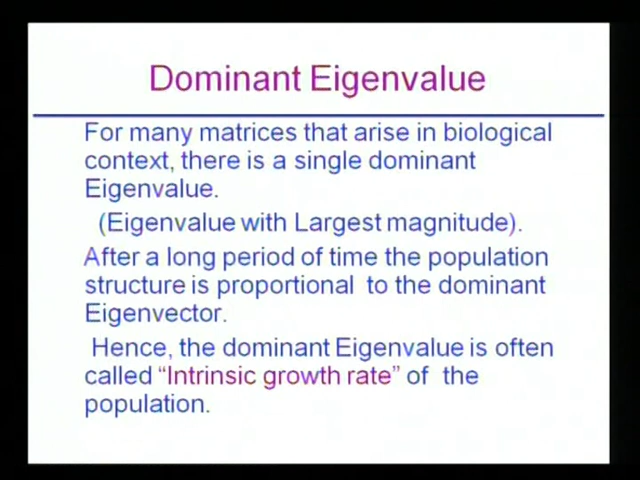 Dominant Eigenvalue
For many matrices that arise in biological
context, there is a single dominant
Eigenvalue.
(Eigenvalue with Largest magnitude).
After a long period of time the population
structure is proportional to the dominant
Eigenvector.
Hence, the dominant Eigenvalue is often
called “Intrinsic growth rate” of the
population.